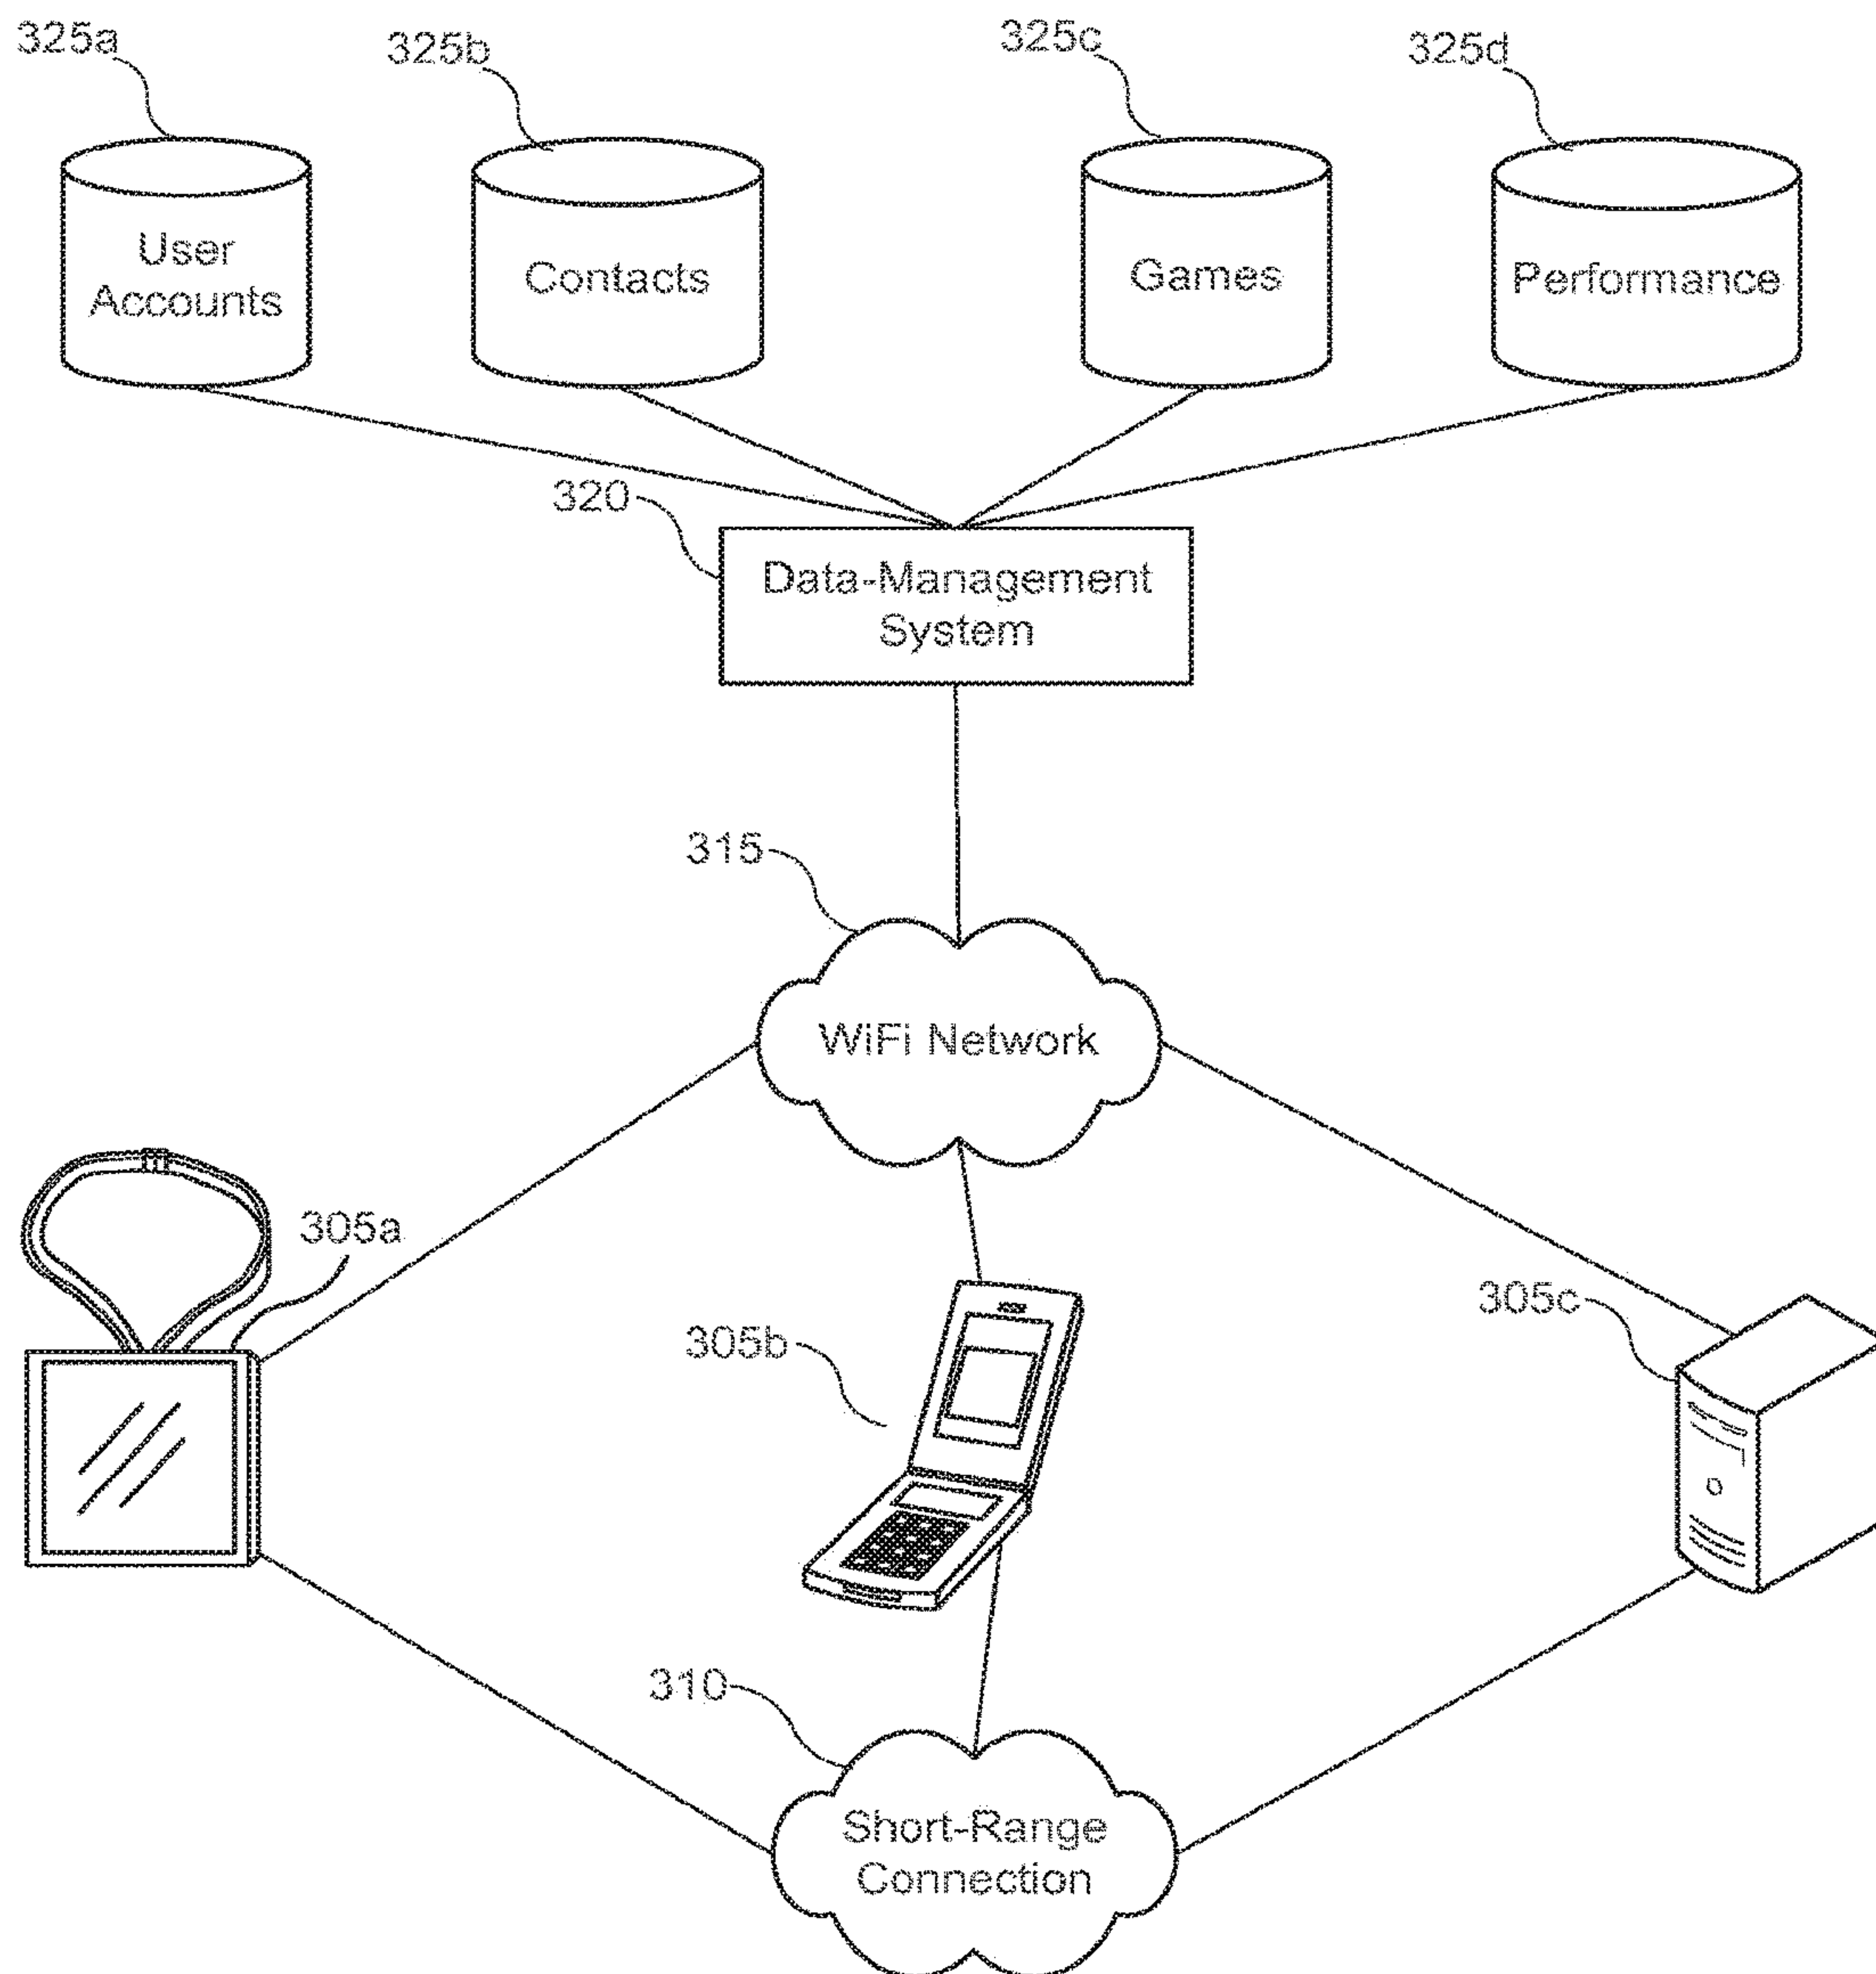 325a
325b
325c
325d
User
Accounts
Contacts
Games
Performance
320
Data-Management
System
315
WiFi Network
305a
305b
305c
310
Short-Range
Connection